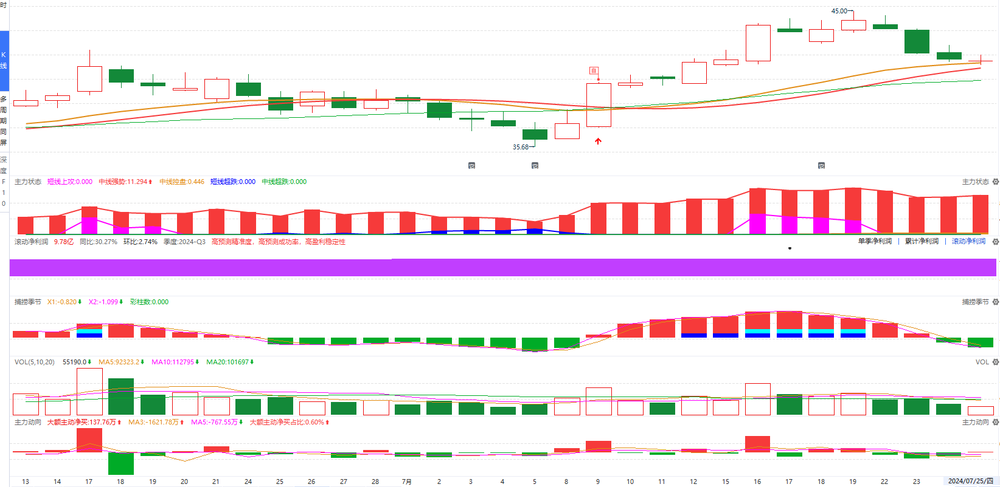 时
K
线
多
周
期
同
屏
深
度
F
1
0
45.00
自
35.68
主力状态 短线上攻:0.000 中线强势:11.294 中线控盘:0.446 短线超跌:0.000 中线超跌:0.000 主力状态
滚动净利润 9.78亿 同比:30.27% 环比:2.74% 季度:2024-Q3 高预测精准度，高预测成功率，高盈利稳定性 单季净利润 | 累计净利润 | 滚动净利润
捕捞季节 X1:-0.820 X2:-1.099 彩柱数:0.000 捕捞季节
VOL(5,10,20) 55190.0 MA5:92323.2 MA10:112795 MA20:101697 VOL
主力动向 大额主动净买:137.76万 MA3:-1621.78万 MA5:-767.55万 大额主动净买占比:0.60% 主力动向
13 14 17 18 19 20 21 24 25 26 27 28 7月 2 3 4 5 8 9 10 11 12 15 16 17 18 19 22 23 2024/07/25/四